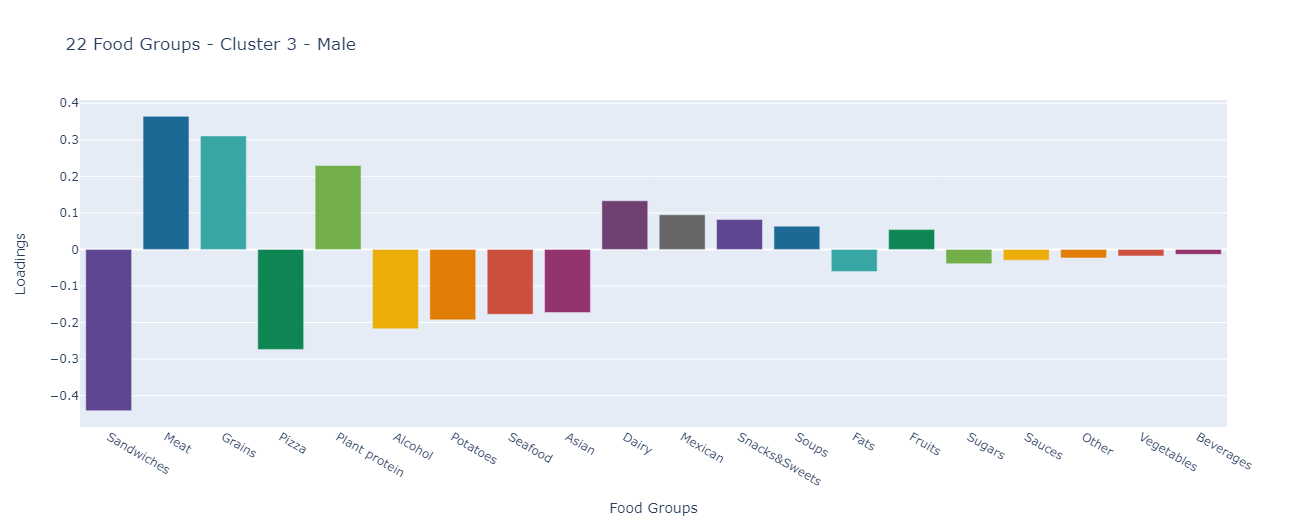 22 Food Groups - Cluster 3 - Male
0.4
0.3
0.2
0.1
0
−0.1
−0.2
−0.3
−0.4
Loadings
Sandwiches
Meat
Grains
Pizza
Plant protein
Alcohol
Potatoes
Seafood
Asian
Dairy
Mexican
Snacks&Sweets
Soups
Fats
Fruits
Sugars
Sauces
Other
Vegetables
Beverages
Food Groups